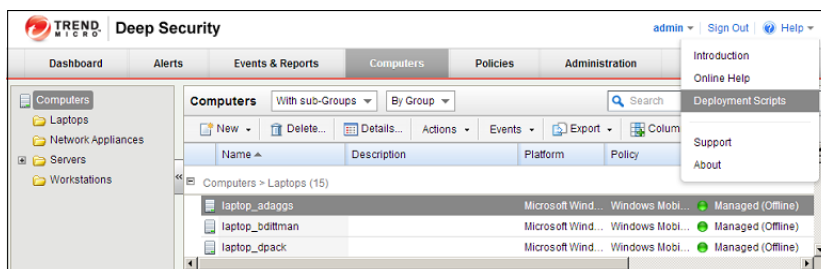 TREND MICRO Deep Security
admin Sign Out Help
Dashboard Alerts Events & Reports Computers Policies Administration
Introduction
Online Help
Deployment Scripts
Support
About
Computers
Laptops
Network Appliances
Servers
Workstations
Computers With sub-Groups By Group Search
New Delete... Details... Actions Events Export
Name Description Platform Policy
Computers > Laptops (15)
laptop_adaggs Microsoft Wind... Windows Mobi... Managed (Offline)
laptop_bdittman Microsoft Wind... Windows Mobi... Managed (Offline)
laptop_dpack Microsoft Wind... Windows Mobi... Managed (Offline)